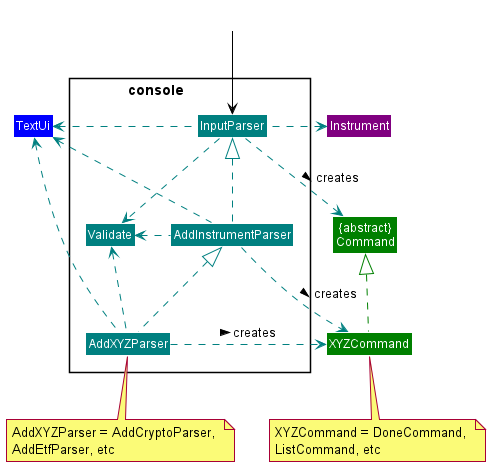 console
TextUi
InputParser
Instrument
creates
Validate
AddInstrumentParser
{abstract}
Command
creates
AddXYZParser
creates
XYZCommand
AddXYZParser = AddCryptoParser,
AddEtfParser, etc
XYZCommand = DoneCommand,
ListCommand, etc